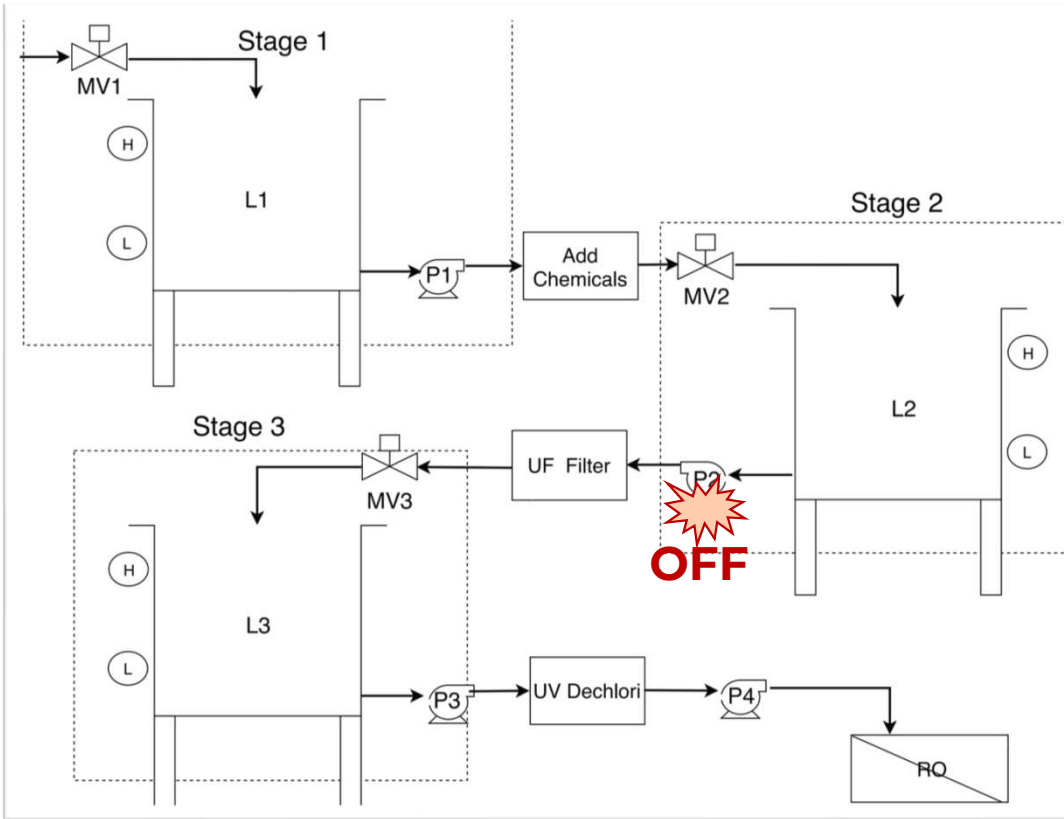 Stage 1
MV1
H
L1
L
P1
Add
Chemicals
Stage 2
MV2
H
L2
L
Stage 3
UF Filter
P2
MV3
OFF
H
L3
L
P3
UV Dechlori
P4
RO